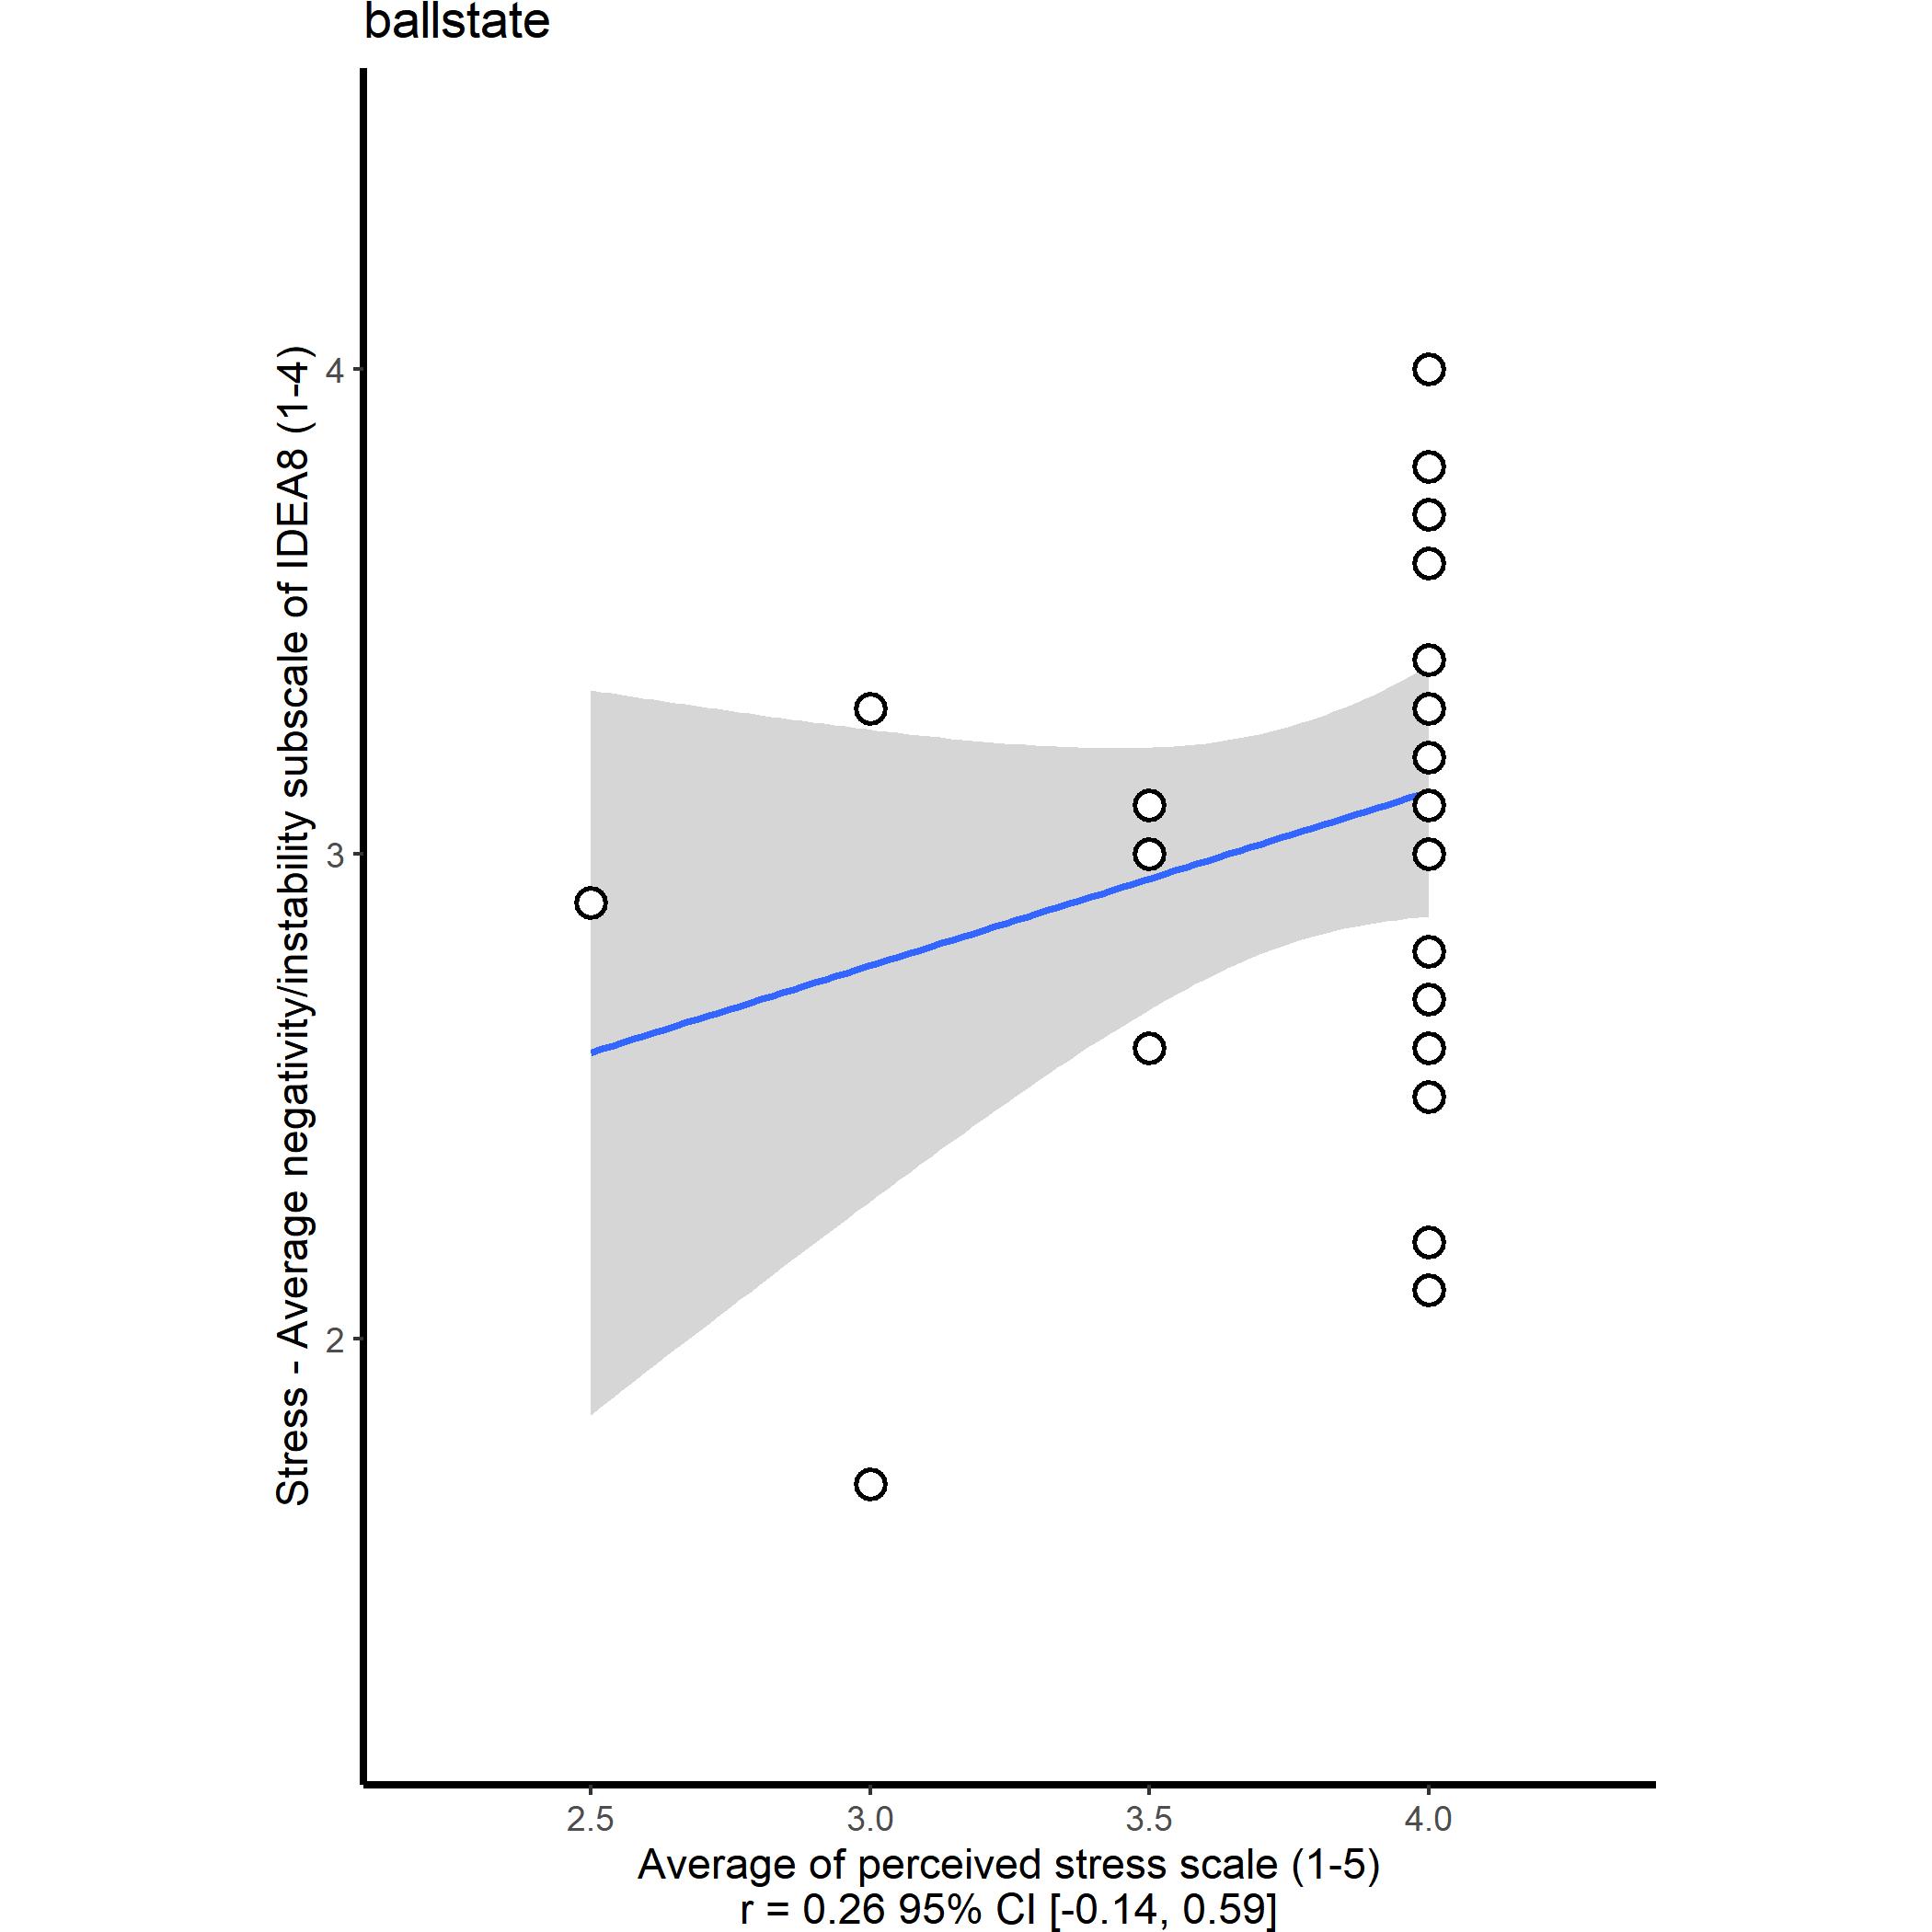 ballstate
Stress - Average negativity/instability subscale of IDEA8 (1-4)
4
3
2
2.5 3.0 3.5 4.0
Average of perceived stress scale (1-5)
r = 0.26 95% CI [-0.14, 0.59]